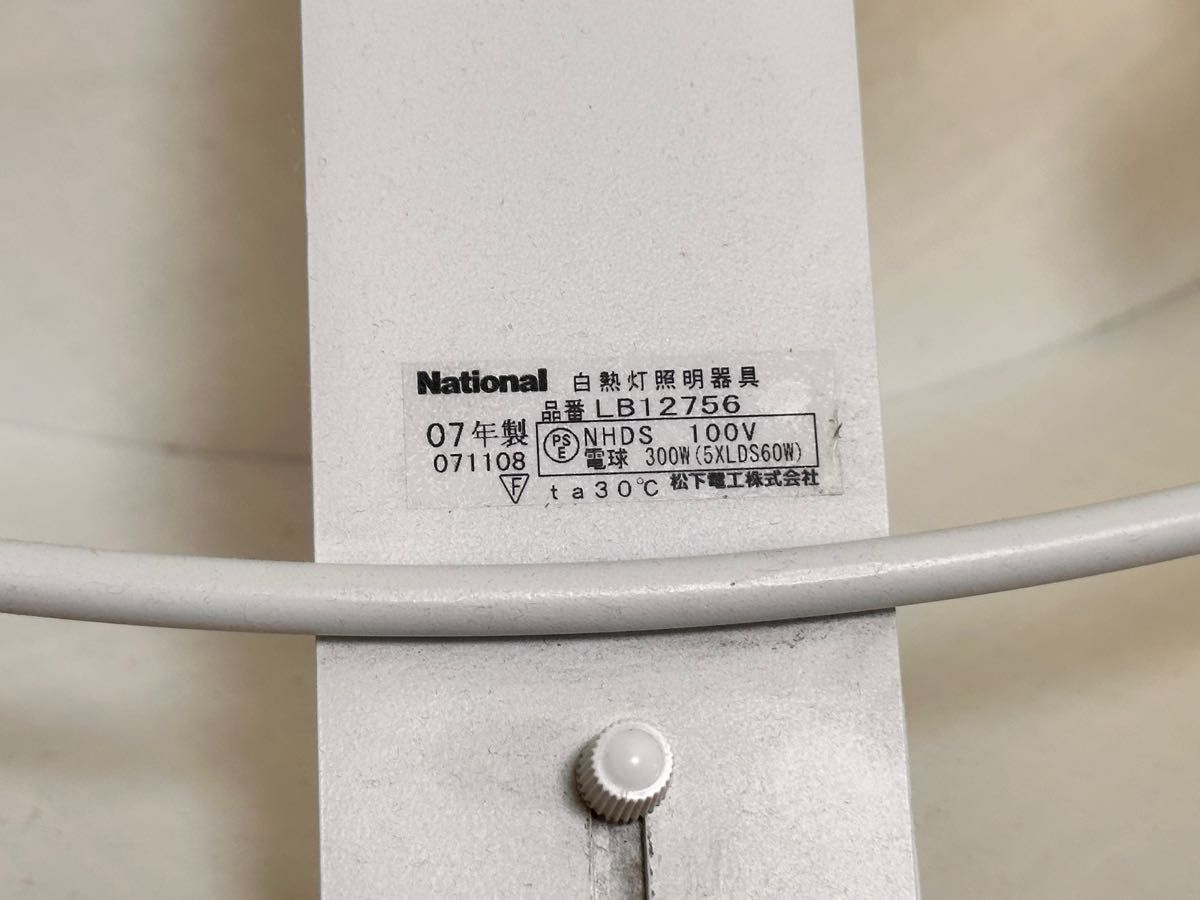 National 白熱灯照明器具
品番 LB12756
07年製 PSE NHDS 100V
071108 電球 300W(5XLDS60W)
F ta30℃ 松下電工株式会社